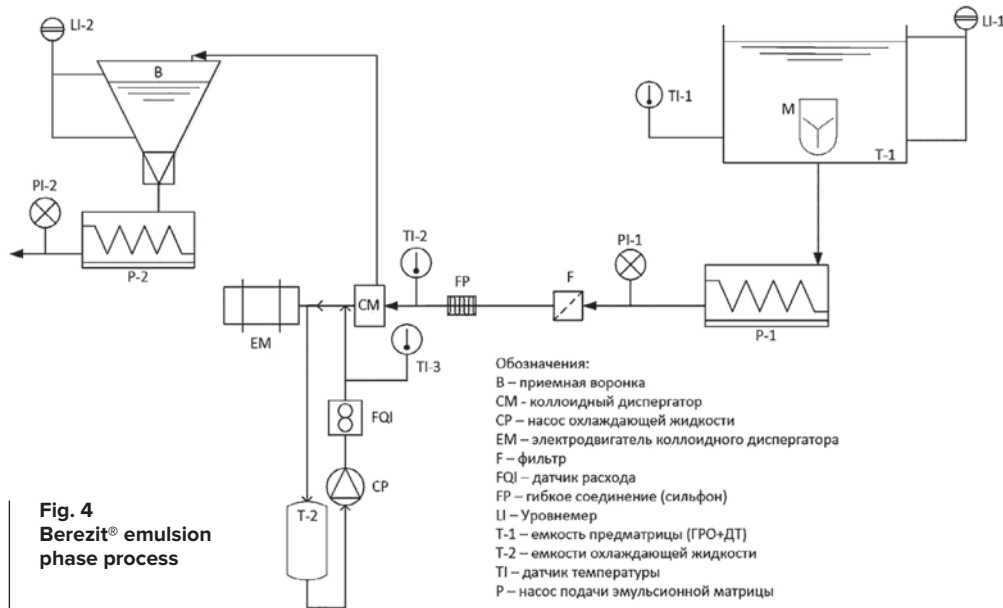 LI-2
B
LI-1
TI-1
M
T-1
PI-2
P-2
TI-2
FP
F
PI-1
P-1
CM
EM
TI-3
FQI
CP
T-2
Обозначения:
В – приемная воронка
СМ - коллоидный диспергатор
СР – насос охлаждающей жидкости
ЕМ – электродвигатель коллоидного диспергатора
F – фильтр
FQI – датчик расхода
FP – гибкое соединение (сильфон)
LI – Уровнемер
Т-1 – емкость предматрицы (ГРО+ДТ)
Т-2 – емкости охлаждающей жидкости
TI – датчик температуры
Р – насос подачи эмульсионной матрицы
Fig. 4
Berezit® emulsion
phase process